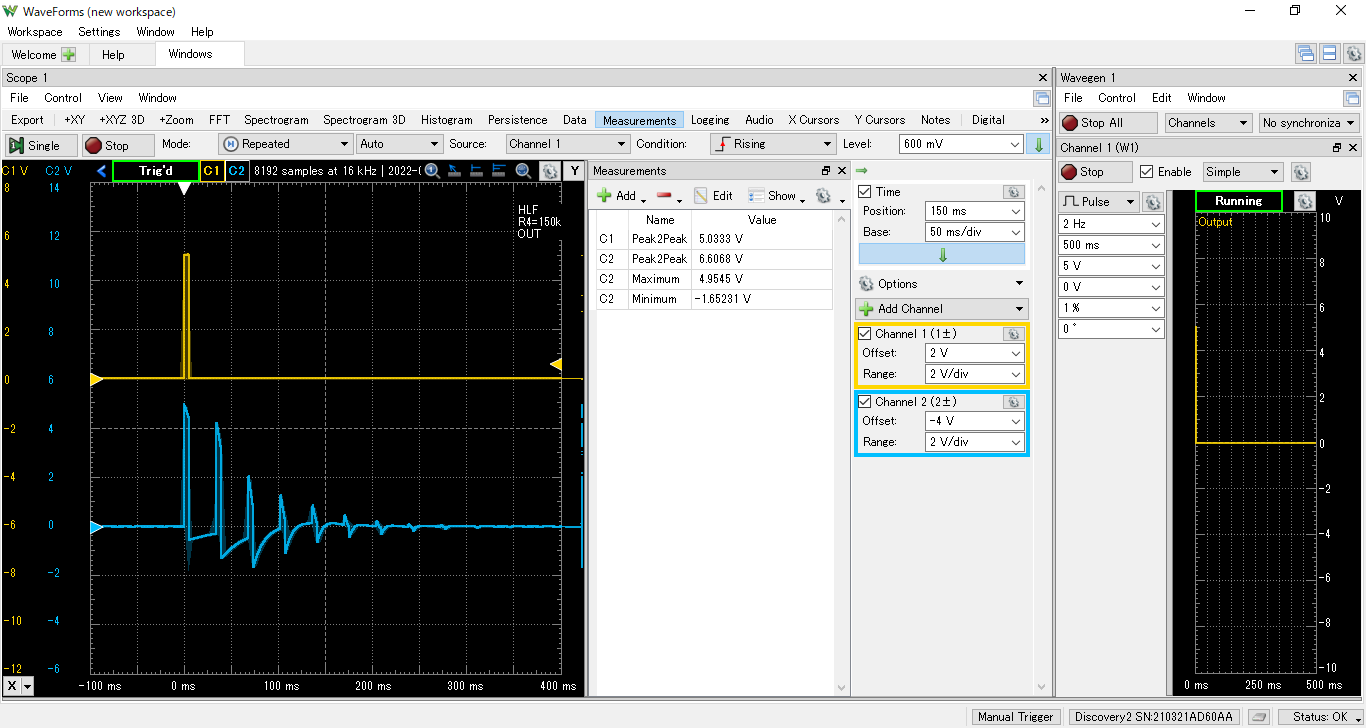 WaveForms (new workspace)
Workspace Settings Window Help
Welcome Help Windows
Scope 1
File Control View Window
Export +XY +XYZ 3D +Zoom FFT Spectrogram Spectrogram 3D Histogram Persistence Data Measurements Logging Audio X Cursors Y Cursors Notes Digital »
Single Stop Mode: Repeated Auto Source: Channel 1 Condition: Rising Level: 600 mV
C1 V C2 V Trig'd C1 C2 8192 samples at 16 kHz | 2022-( Y
8 14
6 12
4 10
2 8
0 6
-2 4
-4 2
-6 0
-8 -2
-10 -4
-12 -6
HLF
R4=150k
OUT
X -100 ms 0 ms 100 ms 200 ms 300 ms 400 ms
Measurements
Add Edit Show
Name Value
C1 Peak2Peak 5.0333 V
C2 Peak2Peak 6.6068 V
C2 Maximum 4.9545 V
C2 Minimum -1.65231 V
Time
Position: 150 ms
Base: 50 ms/div
Options
Add Channel
Channel 1 (1±)
Offset: 2 V
Range: 2 V/div
Channel 2 (2±)
Offset: -4 V
Range: 2 V/div
Wavegen 1
File Control Edit Window
Stop All Channels No synchroniza
Channel 1 (W1)
Stop Enable Simple
Pulse
2 Hz
500 ms
5 V
0 V
1 %
0 °
Running V
Output
10
8
6
4
2
0
-2
-4
-6
-8
-10
0 ms 250 ms 500 ms
Manual Trigger Discovery2 SN:210321AD60AA Status: OK